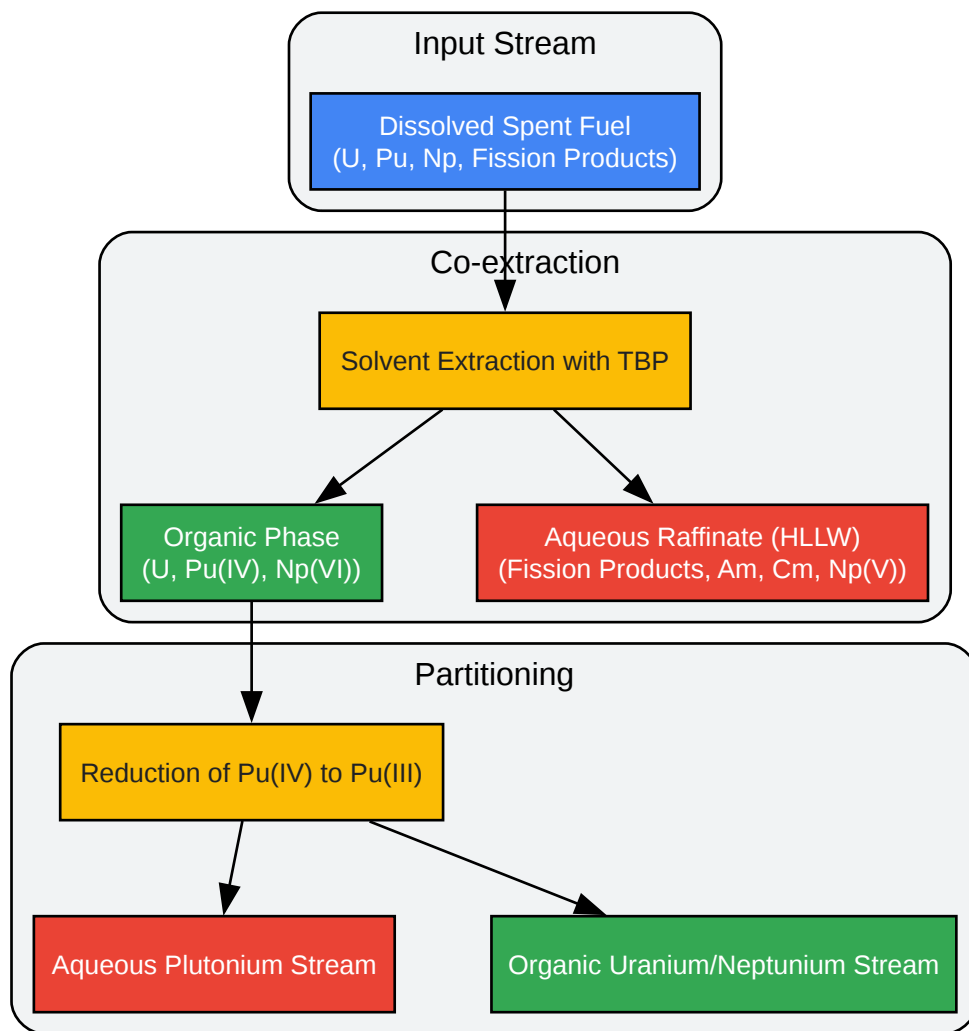 Input Stream
Dissolved Spent Fuel
(U, Pu, Np, Fission Products)
Co-extraction
Solvent Extraction with TBP
Organic Phase
(U, Pu(IV), Np(VI))
Aqueous Raffinate (HLLW)
(Fission Products, Am, Cm, Np(V))
Partitioning
Reduction of Pu(IV) to Pu(III)
Aqueous Plutonium Stream
Organic Uranium/Neptunium Stream